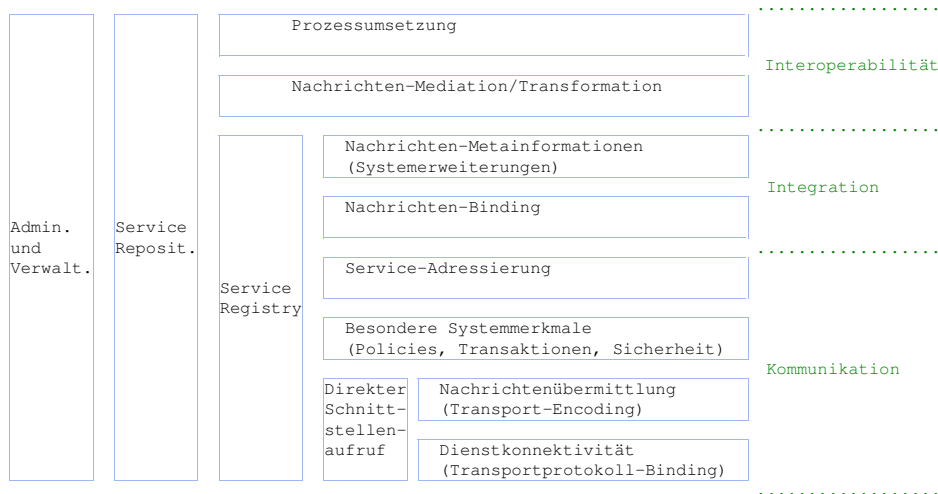 Prozessumsetzung
Interoperabilität
Nachrichten-Mediation/Transformation
Nachrichten-Metainformationen
(Systemerweiterungen)
Integration
Nachrichten-Binding
Admin.
und
Verwalt.
Service
Reposit.
Service
Registry
Service-Adressierung
Besondere Systemmerkmale
(Policies, Transaktionen, Sicherheit)
Kommunikation
Direkter
Schnitt-
stellen-
aufruf
Nachrichtenübermittlung
(Transport-Encoding)
Dienstkonnektivität
(Transportprotokoll-Binding)